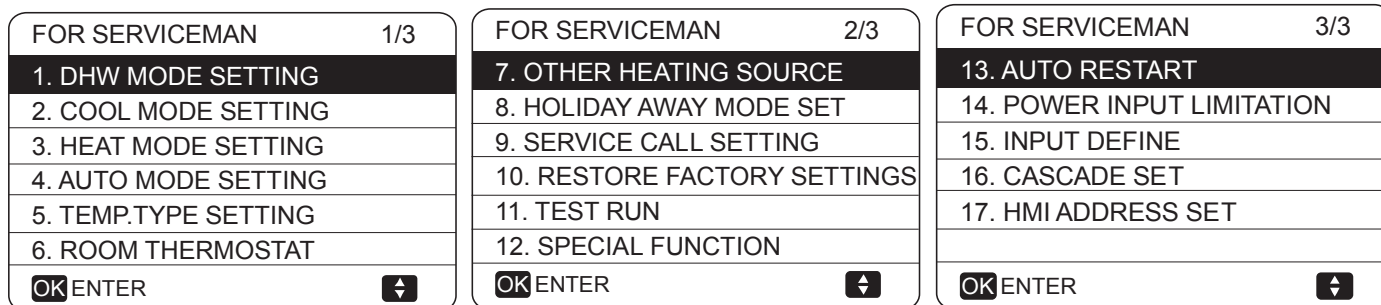 FOR SERVICEMAN 1/3
1. DHW MODE SETTING
2. COOL MODE SETTING
3. HEAT MODE SETTING
4. AUTO MODE SETTING
5. TEMP.TYPE SETTING
6. ROOM THERMOSTAT
OK ENTER
FOR SERVICEMAN 2/3
7. OTHER HEATING SOURCE
8. HOLIDAY AWAY MODE SET
9. SERVICE CALL SETTING
10. RESTORE FACTORY SETTINGS
11. TEST RUN
12. SPECIAL FUNCTION
OK ENTER
FOR SERVICEMAN 3/3
13. AUTO RESTART
14. POWER INPUT LIMITATION
15. INPUT DEFINE
16. CASCADE SET
17. HMI ADDRESS SET
OK ENTER